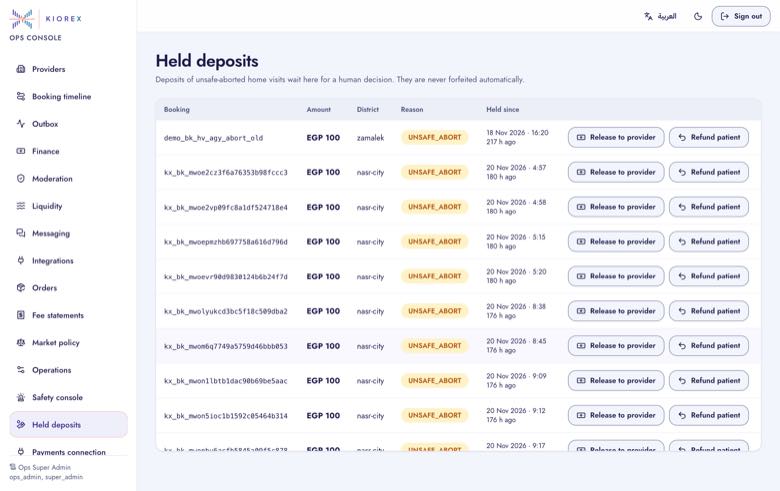 KIOREX
OPS CONSOLE
العربية
Sign out
Providers
Booking timeline
Outbox
Finance
Moderation
Liquidity
Messaging
Integrations
Orders
Fee statements
Market policy
Operations
Safety console
Held deposits
Payments connection
Ops Super Admin
ops_admin, super_admin
Held deposits
Deposits of unsafe-aborted home visits wait here for a human decision. They are never forfeited automatically.
Booking Amount District Reason Held since
demo_bk_hv_agy_abort_old EGP 100 zamalek UNSAFE_ABORT 18 Nov 2026 · 16:20 Release to provider Refund patient
217 h ago
kx_bk_mwoe2cz3f6a76353b98fccc3 EGP 100 nasr-city UNSAFE_ABORT 20 Nov 2026 · 4:57 Release to provider Refund patient
180 h ago
kx_bk_mwoe2vp09fc8a1df524718e4 EGP 100 nasr-city UNSAFE_ABORT 20 Nov 2026 · 4:58 Release to provider Refund patient
180 h ago
kx_bk_mwoepmzhb697758a616d796d EGP 100 nasr-city UNSAFE_ABORT 20 Nov 2026 · 5:15 Release to provider Refund patient
180 h ago
kx_bk_mwoevr90d9830124b6b24f7d EGP 100 nasr-city UNSAFE_ABORT 20 Nov 2026 · 5:20 Release to provider Refund patient
180 h ago
kx_bk_mwolyukcd3bc5f18c509dba2 EGP 100 nasr-city UNSAFE_ABORT 20 Nov 2026 · 8:38 Release to provider Refund patient
176 h ago
kx_bk_mwom6q7749a5759d46bbb053 EGP 100 nasr-city UNSAFE_ABORT 20 Nov 2026 · 8:45 Release to provider Refund patient
176 h ago
kx_bk_mwon1lbtb1dac90b69be5aac EGP 100 nasr-city UNSAFE_ABORT 20 Nov 2026 · 9:09 Release to provider Refund patient
176 h ago
kx_bk_mwon5ioc1b1592c05464b314 EGP 100 nasr-city UNSAFE_ABORT 20 Nov 2026 · 9:12 Release to provider Refund patient
176 h ago
EGP 100 nasr-city UNSAFE_ABORT 20 Nov 2026 · 9:17 Release to provider Refund patient